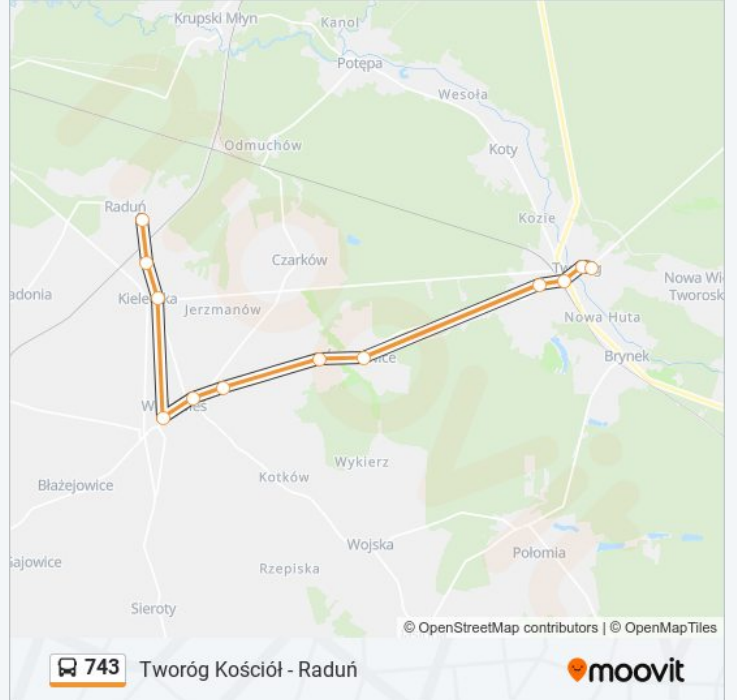 Krupski Młyn
Kanol
Potępa
Wesoła
Odmuchów
Koty
Raduń
Kozie
Czarków
Nowa Wi
Tworosk
adonia
Jerzmanów
Nowa Huta
Brynek
Wykierz
Kotków
Błażejowice
Wojska
Połomia
Sajowice
Rzepiska
Sieroty
© OpenStreetMap contributors | © OpenMapTiles
743 Tworóg Kościół - Raduń moovit